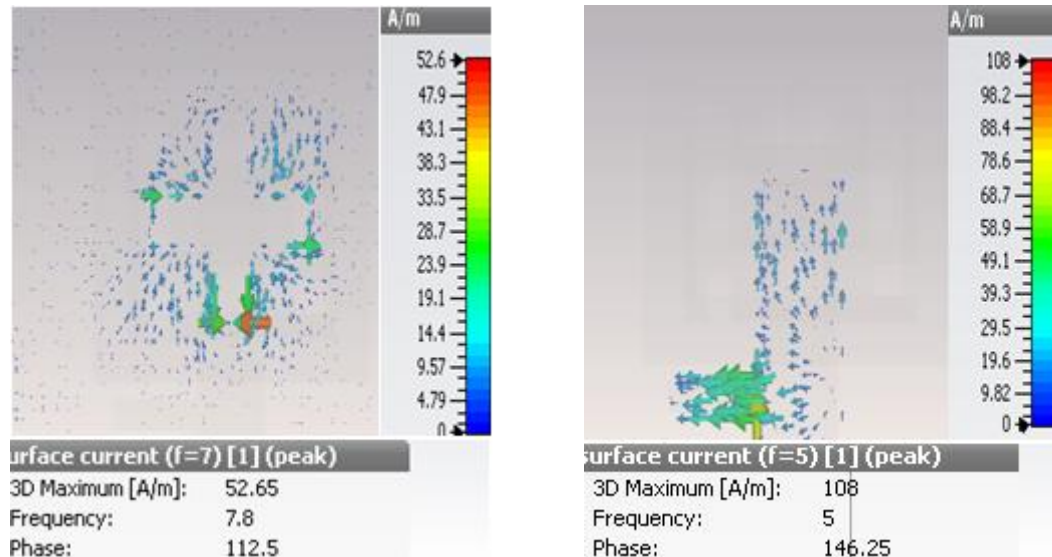 A/m
52.6
47.9
43.1
38.3
33.5
28.7
23.9
19.1
14.4
9.57
4.79
0
urface current (f=7) [1] (peak)
3D Maximum [A/m]: 52.65
Frequency: 7.8
Phase: 112.5
A/m
108
98.2
88.4
78.6
68.7
58.9
49.1
39.3
29.5
19.6
9.82
0
surface current (f=5) [1] (peak)
3D Maximum [A/m]: 108
Frequency: 5
Phase: 146.25